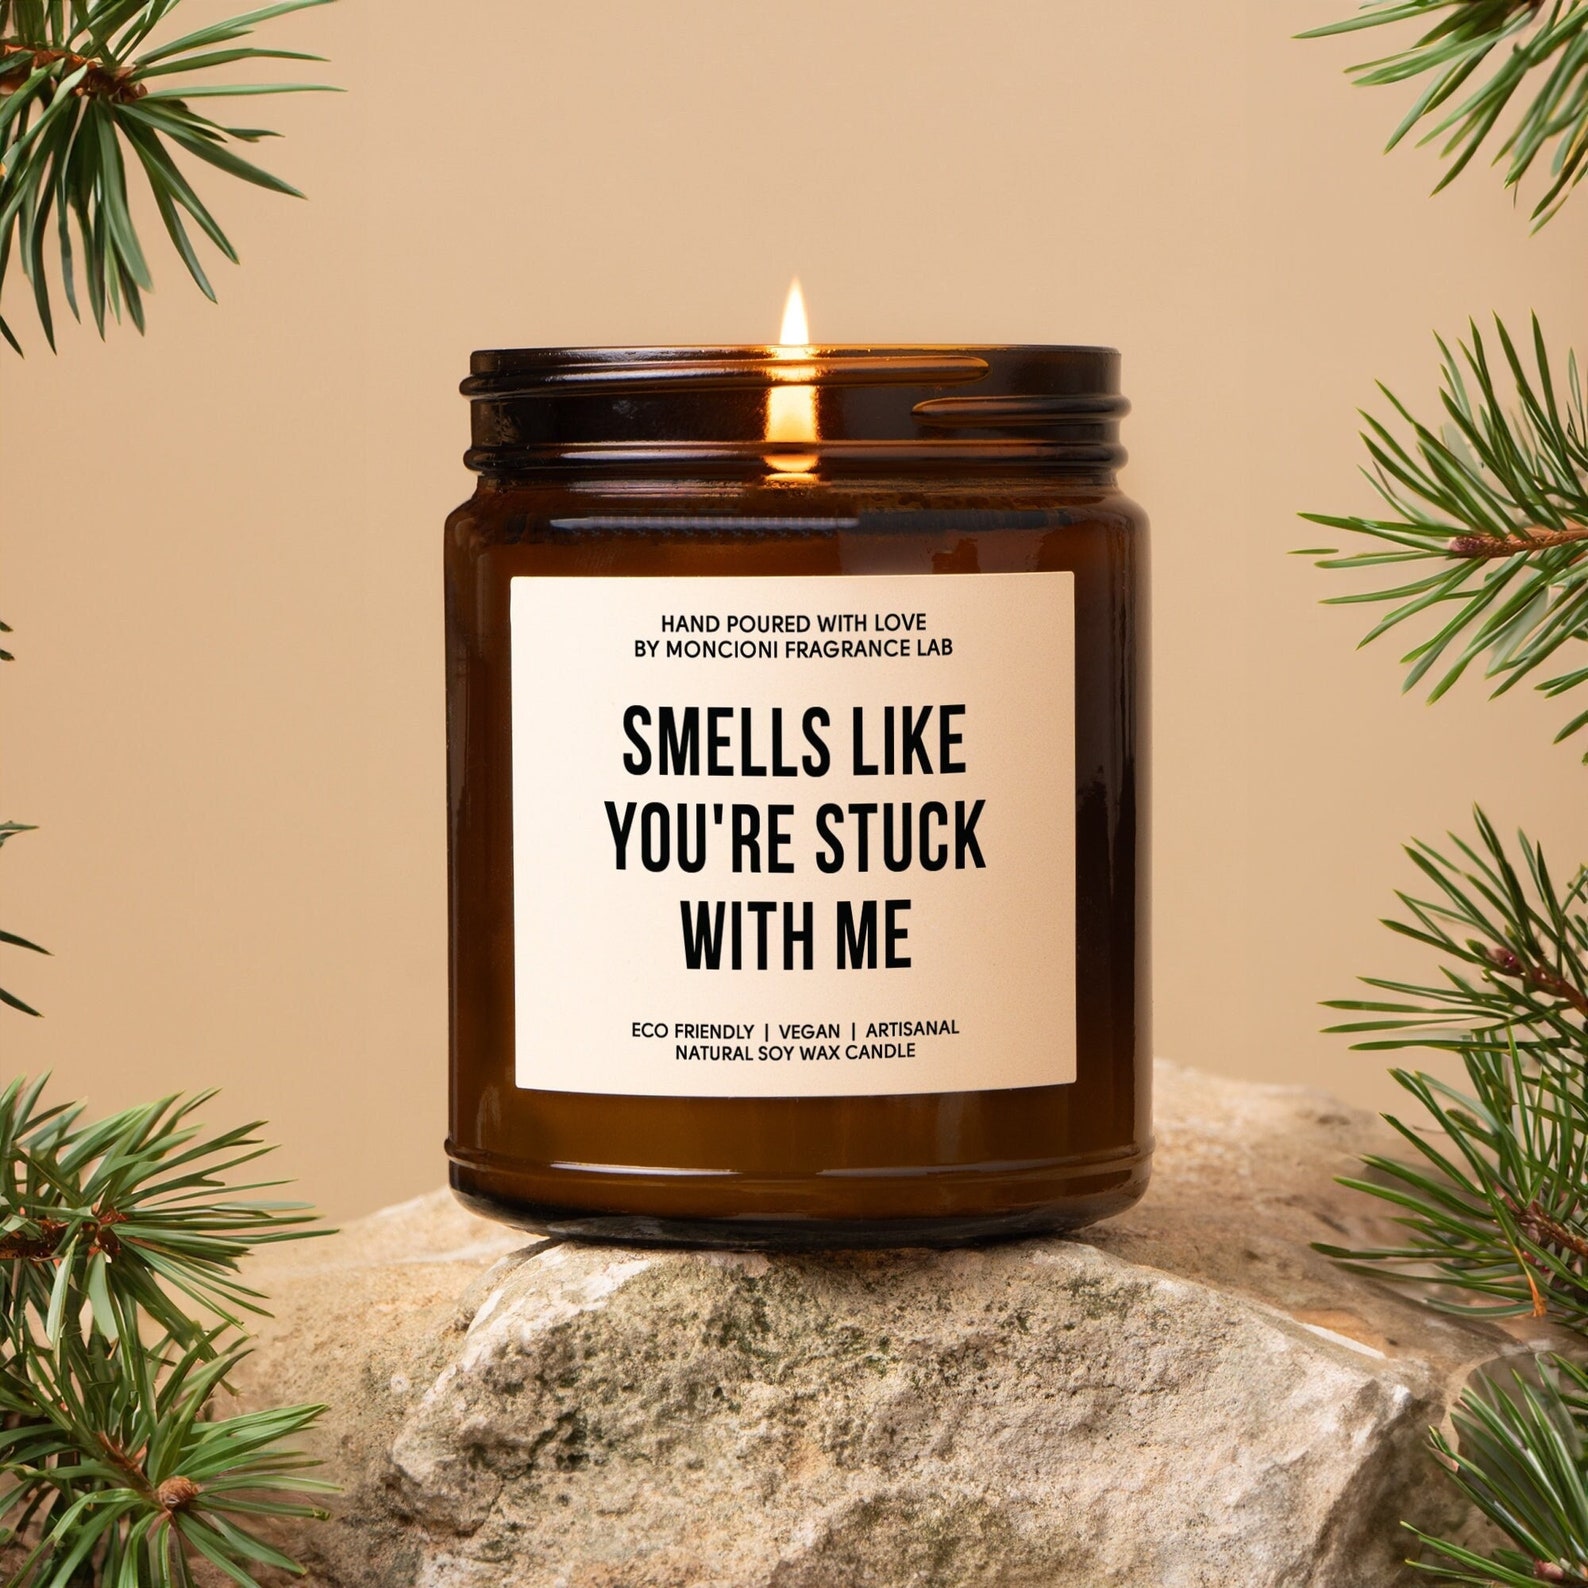 HAND POURED WITH LOVE
BY MONCIONI FRAGRANCE LAB
SMELLS LIKE
YOU'RE STUCK
WITH ME
ECO FRIENDLY | VEGAN | ARTISANAL
NATURAL SOY WAX CANDLE